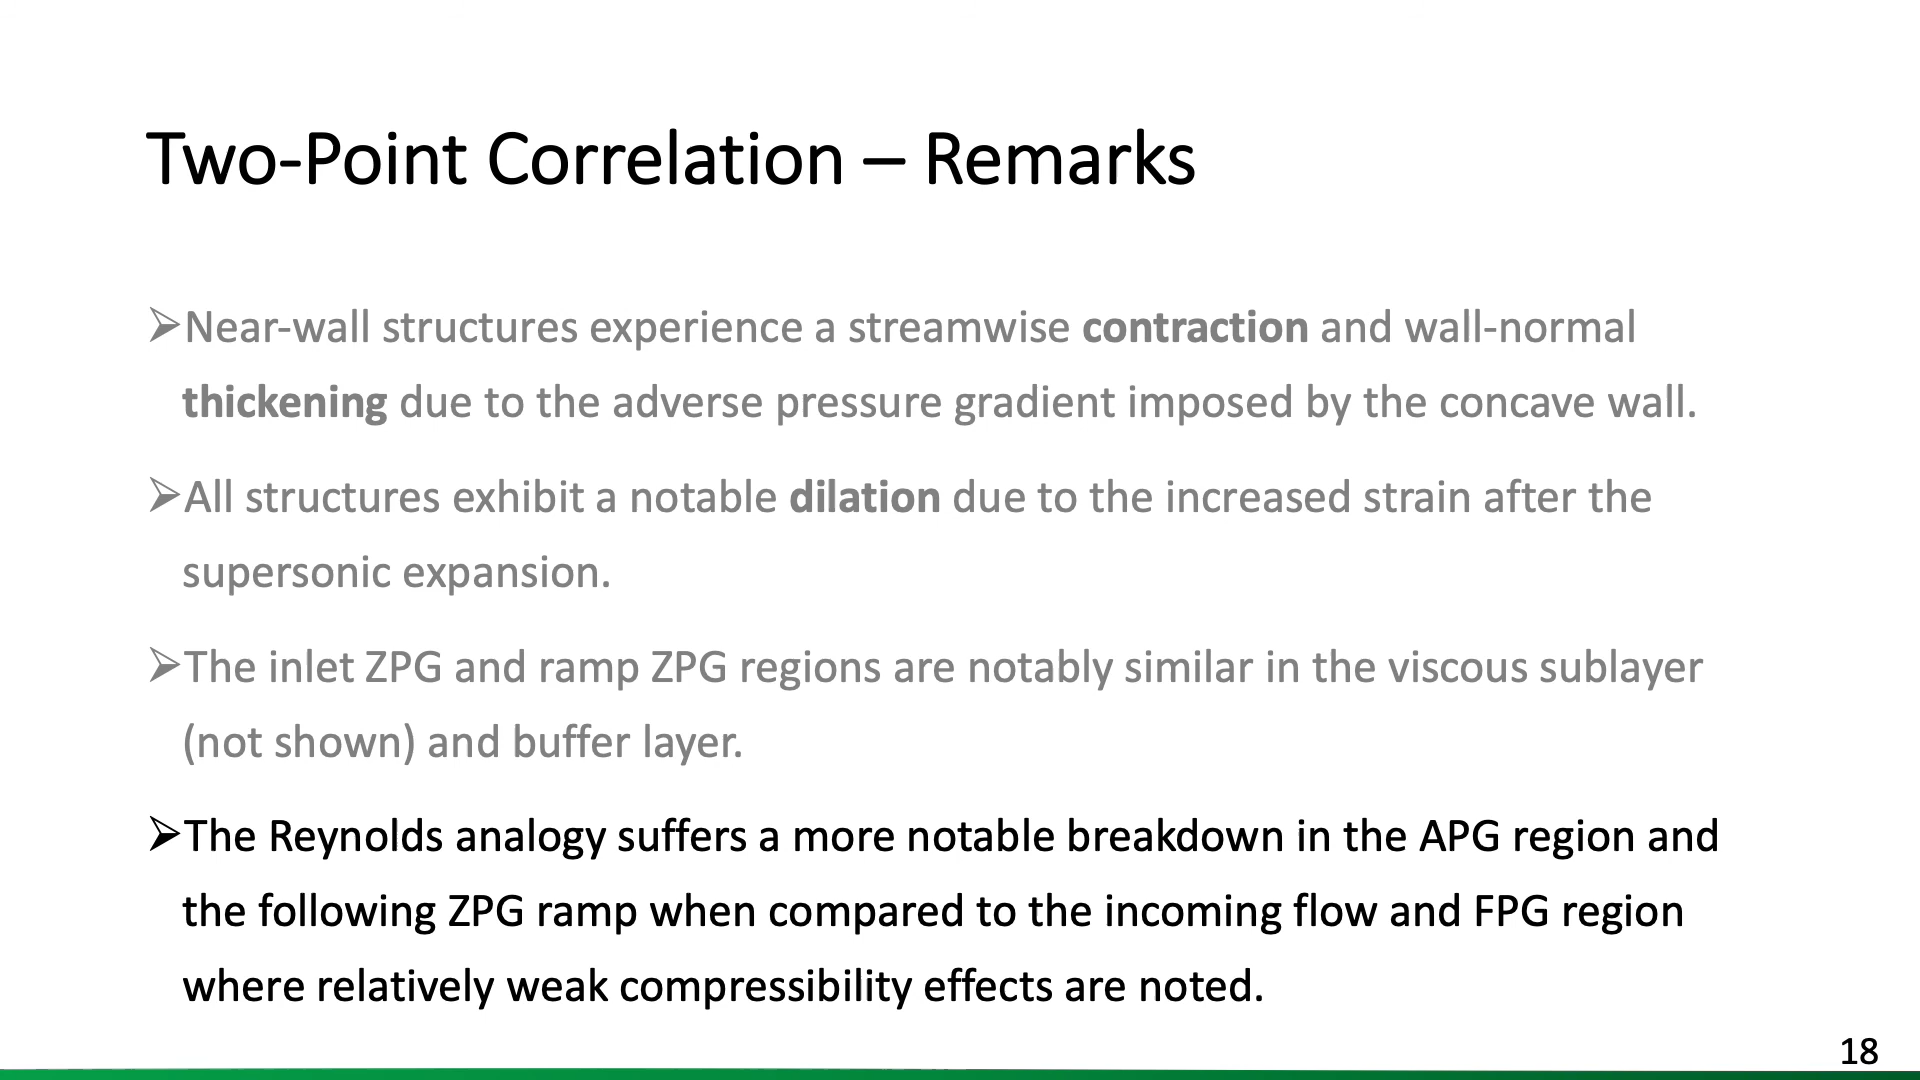 Two-Point Correlation – Remarks
➢Near-wall structures experience a streamwise contraction and wall-normal
thickening due to the adverse pressure gradient imposed by the concave wall.
➢All structures exhibit a notable dilation due to the increased strain after the
supersonic expansion.
➢The inlet ZPG and ramp ZPG regions are notably similar in the viscous sublayer
(not shown) and buffer layer.
➢The Reynolds analogy suffers a more notable breakdown in the APG region and
the following ZPG ramp when compared to the incoming flow and FPG region
where relatively weak compressibility effects are noted.
18